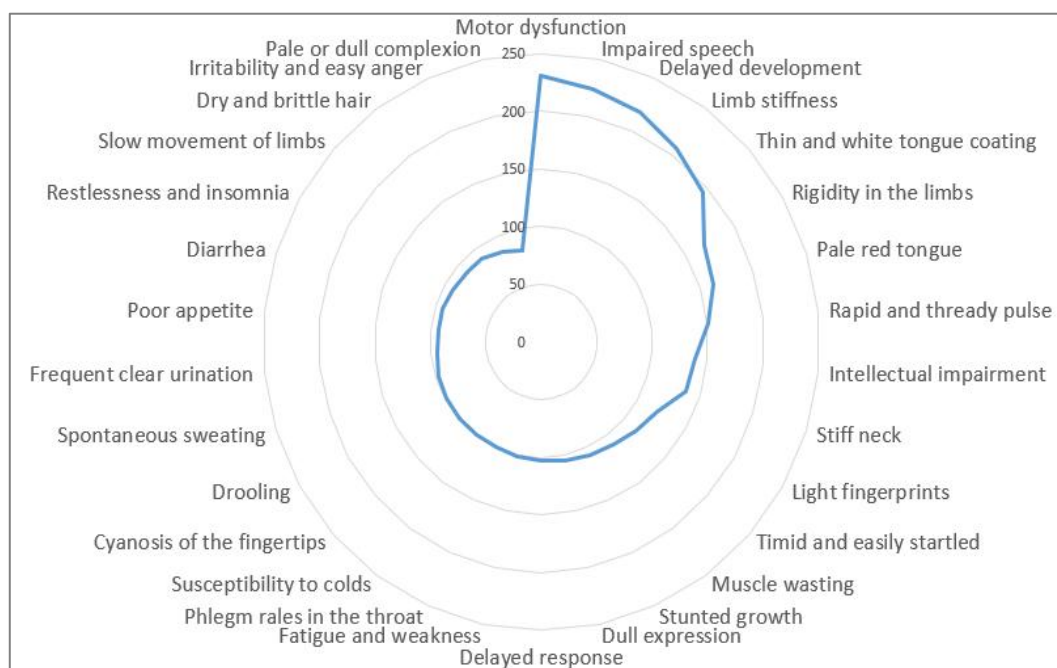 Motor dysfunction
Pale or dull complexion
250
Impaired speech
Irritability and easy anger
Delayed development
Dry and brittle hair
200
Limb stiffness
Slow movement of limbs
150
Thin and white tongue coating
Restlessness and insomnia
Rigidity in the limbs
100
Diarrhea
Pale red tongue
50
Poor appetite
Rapid and thready pulse
0
Frequent clear urination
Intellectual impairment
Spontaneous sweating
Stiff neck
Drooling
Light fingerprints
Cyanosis of the fingertips
Timid and easily startled
Susceptibility to colds
Muscle wasting
Phlegm rales in the throat
Stunted growth
Fatigue and weakness
Dull expression
Delayed response